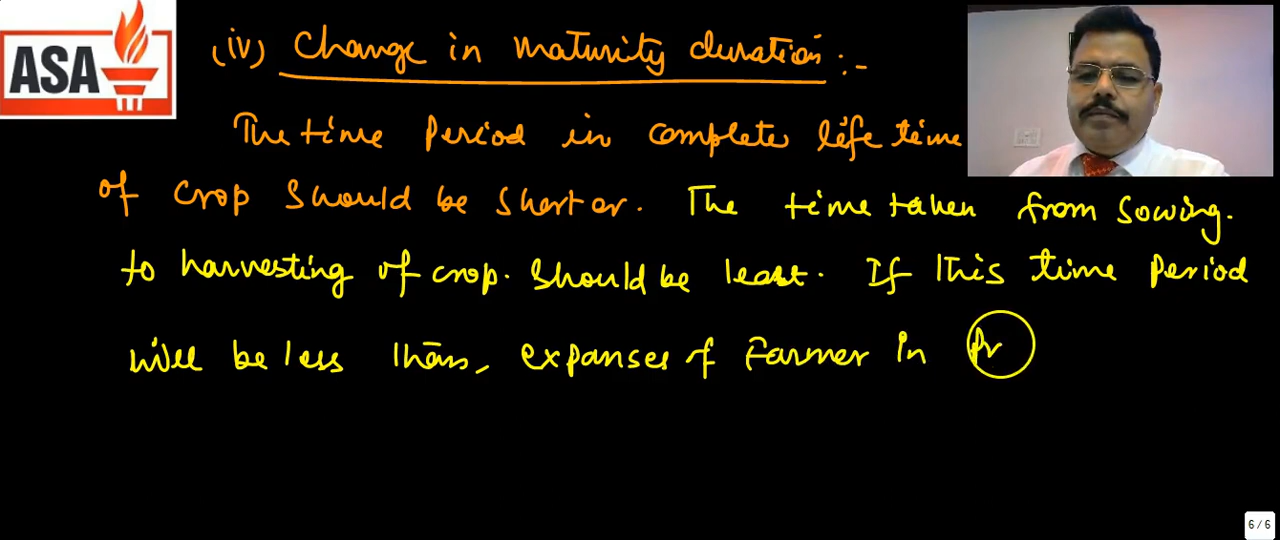 ASA
(iv) Change in maturity duration :-
The time Period in complete life time
of crop should be shorter. The time taken from sowing.
to harvesting of crop. should be least. If this time period
will be less then, expanses of Farmer in Pr
6/6